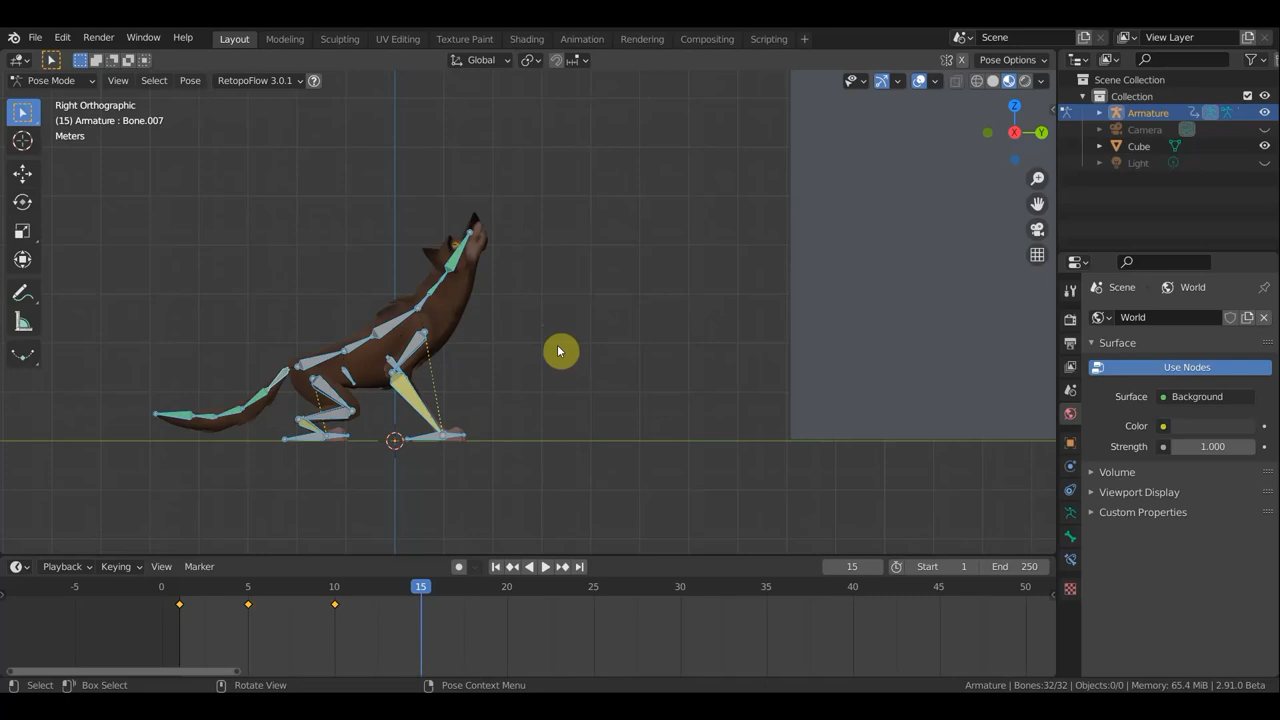 File Edit Render Window Help
Layout Modeling Sculpting UV Editing Texture Paint Shading Animation Rendering Compositing Scripting +
Scene
View Layer
Global
Pose Options
Pose Mode View Select Pose RetopoFlow 3.0.1 ?
Right Orthographic
(15) Armature : Bone.007
Meters
Z
X
Y
Scene Collection
Collection
Armature
Camera
Cube
Light
Scene
World
World
Surface
Use Nodes
Surface Background
Color
Strength 1.000
Volume
Viewport Display
Custom Properties
Playback Keying View Marker
15
Start 1
End 250
-5 0 5 10 15 20 25 30 35 40 45 50
Select Box Select Rotate View Pose Context Menu
Armature | Bones:32/32 | Objects:0/0 | Memory: 65.4 MiB | 2.91.0 Beta